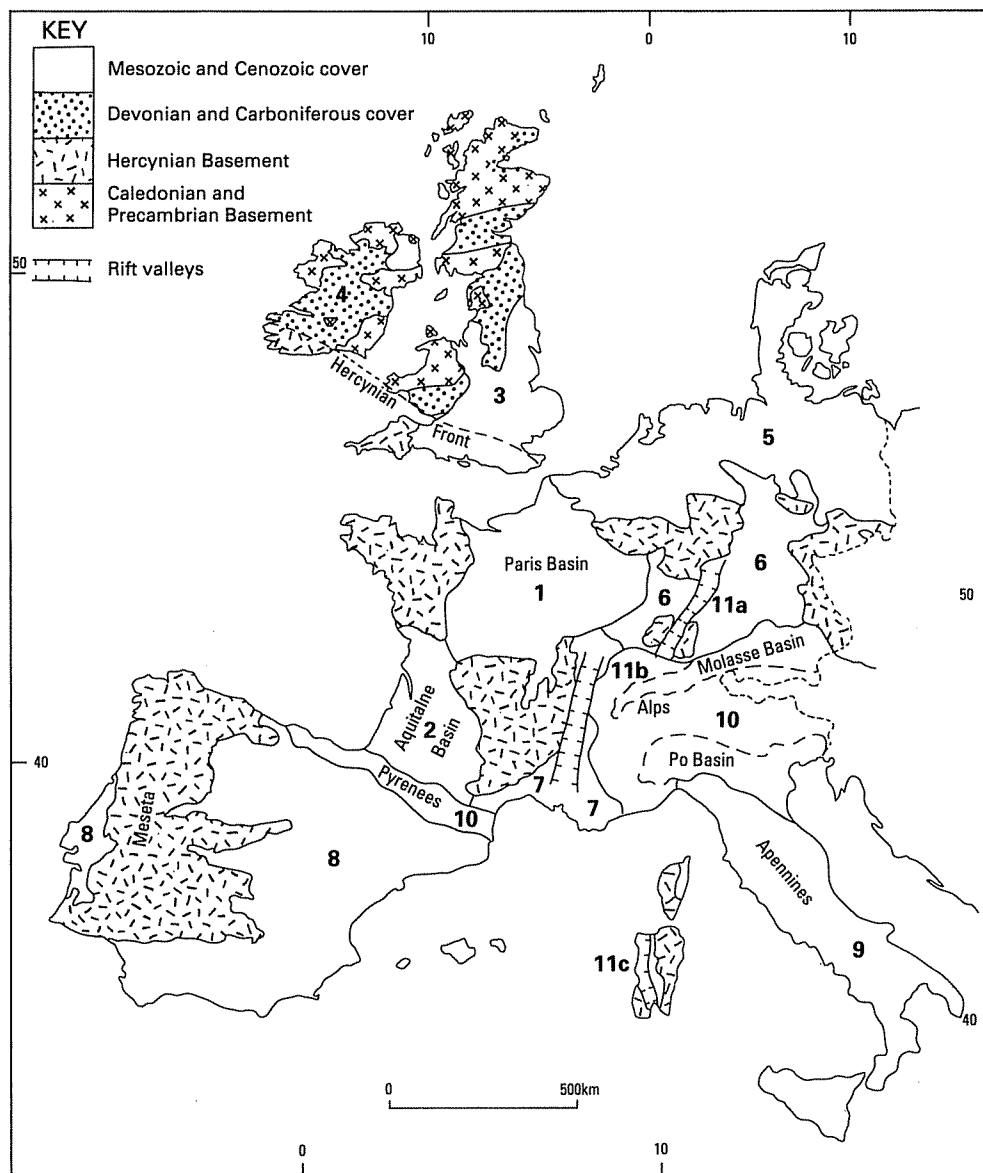 10
0
10
KEY
Mesozoic and Cenozoic cover
Devonian and Carboniferous cover
Hercynian Basement
Caledonian and
Precambrian Basement
50
Rift valleys
4
Hercynian
Front
3
5
Paris Basin
1
6
6
11a
50
11b
Molasse Basin
Alps
10
Aquitaine
Basin
2
Po Basin
40
Pyrenees
10
7
7
Meseta
8
8
Apennines
9
11c
40
0
500km
0
10